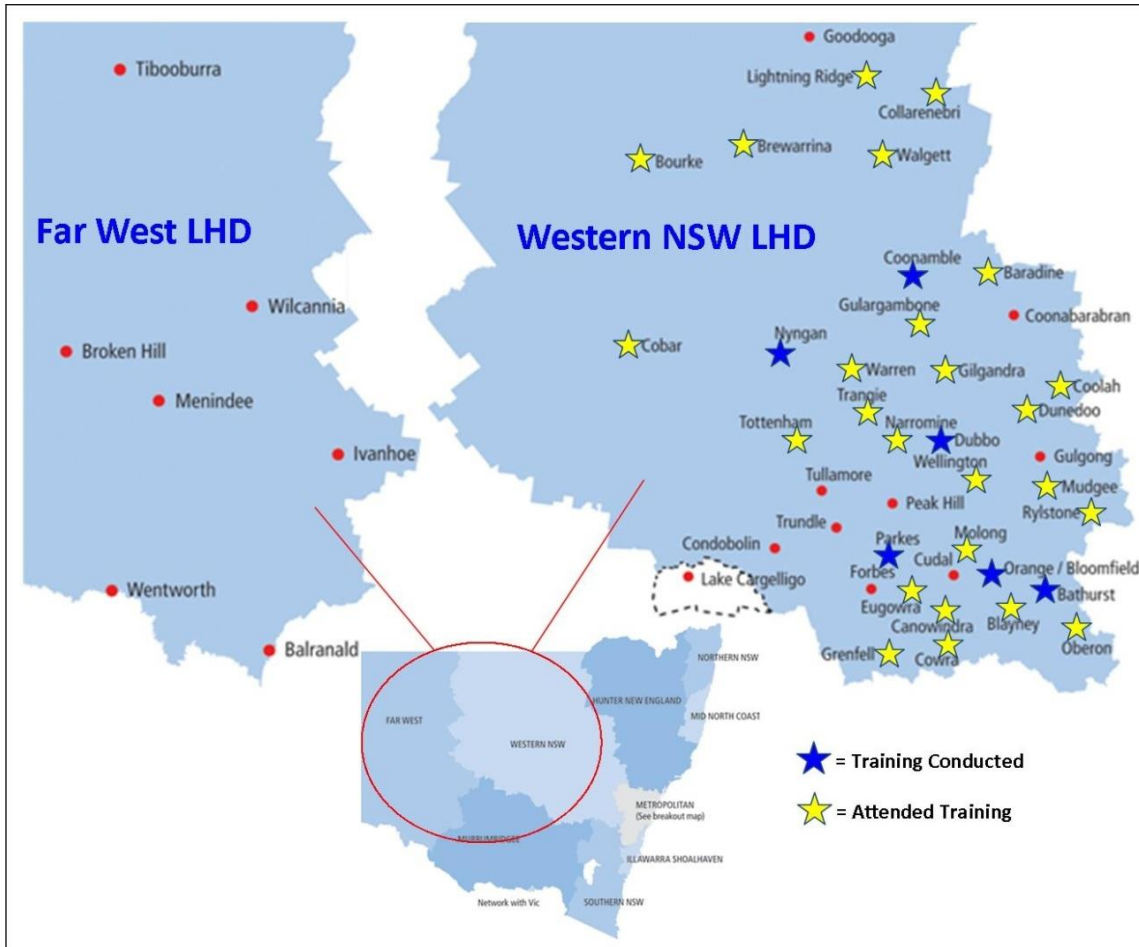 Goodooga
Tibooburra
Lightning Ridge
Collarenebri
Brewarrina
Walgett
Bourke
Far West LHD
Western NSW LHD
Coonamble
Baradine
Gulargambone
Wilcannia
Coonabarabran
Nyngan
Broken Hill
Cobar
Warren
Gilgandra
Coolah
Trangie
Menindee
Dunedoo
Tottenham
Narromine
Dubbo
Ivanhoe
Wellington
Gulgong
Tullamore
Mudgee
Peak Hill
Rylstone
Trundle
Parkes
Molong
Condobolin
Cudal
Orange / Bloomfield
Forbes
Lake Cargelligo
Bathurst
Wentworth
Eugowra
Canowindra
Blayney
Oberon
Balranald
Grenfell
Cowra
NORTHERN NSW
HUNTER NEW ENGLAND
FAR WEST
MID NORTH COAST
WESTERN NSW
= Training Conducted
METROPOLITAN
(See breakout map)
= Attended Training
MURRUMBIDGEE
ILLAWARRA SHOALHAVEN
Network with Vic
SOUTHERN NSW